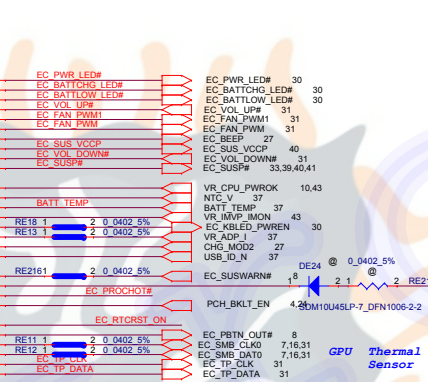 EC_PWR_LED# EC_PWR_LED# 30
EC_BATTCHG_LED# EC_BATTCHG_LED# 30
EC_BATTLOW_LED# EC_BATTLOW_LED# 30
EC_VOL_UP# EC_VOL_UP# 31
EC_FAN_PWM1 EC_FAN_PWM1 31
EC_FAN_PWM EC_FAN_PWM 31
EC_BEEP 27
EC_SUS_VCCP EC_SUS_VCCP 40
EC_VOL_DOWN# EC_VOL_DOWN# 31
EC_SUSP# EC_SUSP# 33,39,40,41
VR_CPU_PWROK 10,43
NTC_V 37
BATT_TEMP BATT_TEMP 37
VR_IMVP_IMON 43
RE18 1 2 0_0402_5% EC_KBLED_PWREN 30
RE13 1 2 0_0402_5% VR_ADP_I 37
CHG_MOD2 27
USB_ID_N 37
DE24 @ 0_0402_5%
@
RE2161 2 0_0402_5% EC_SUSWARN# 8 1 2 1 2 RE21
EC_PROCHOT#
PCH_BKLT_EN 4,24 SDM10U45LP-7_DFN1006-2-2
EC_RTCRST_ON
EC_PBTN_OUT# 8
RE11 1 2 0_0402_5% EC_SMB_CLK0 7,16,31
RE12 1 2 0_0402_5% EC_SMB_DAT0 7,16,31
EC_TP_CLK EC_TP_CLK 31
EC_TP_DATA EC_TP_DATA 31
GPU Thermal
Sensor